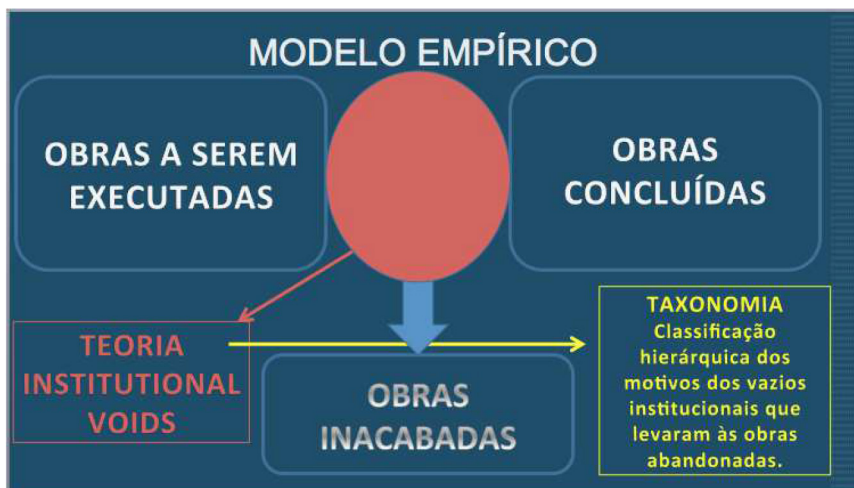 MODELO EMPÍRICO
OBRAS A SEREM
EXECUTADAS
OBRAS
CONCLUÍDAS
TEORIA
INSTITUTIONAL
VOIDS
OBRAS
INACABADAS
TAXONOMIA
Classificação
hierárquica dos
motivos dos vazios
institucionais que
levaram às obras
abandonadas.